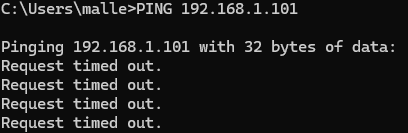 C:\Users\malle>PING 192.168.1.101
Pinging 192.168.1.101 with 32 bytes of data:
Request timed out.
Request timed out.
Request timed out.
Request timed out.